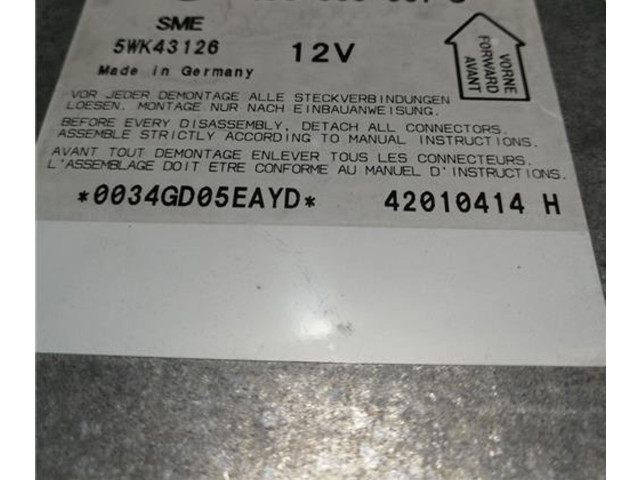 SME
5WK43126 12V
Made in Germany
VORNE
FORWARD
AVANT
VOR JEDER DEMONTAGE ALLE STECKVERBINDUNGEN
LOESEN. MONTAGE NUR NACH EINBAUANWEISUNG.
BEFORE EVERY DISASSEMBLY, DETACH ALL CONNECTORS.
ASSEMBLE STRICTLY ACCORDING TO MANUAL INSTRUCTIONS.
AVANT TOUT DEMONTAGE ENLEVER TOUS LES CONNECTEURS.
L'ASSEMBLAGE DOIT ETRE CONFORME AU MANUEL D'INSTRUCTIONS.
*0034GD05EAYD* 42010414 H